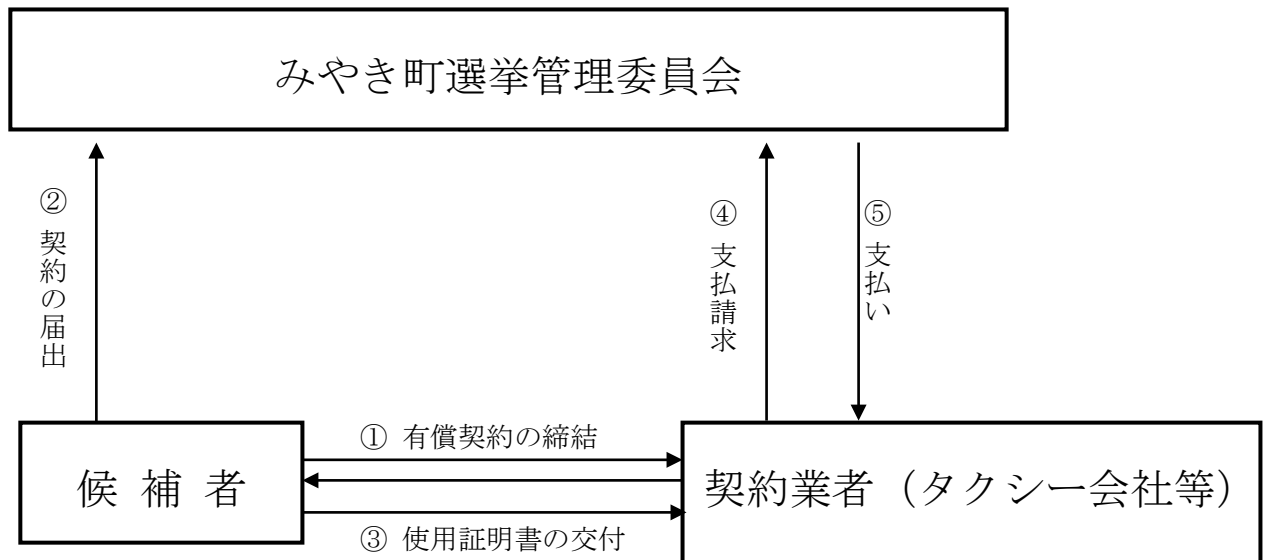 みやき町選挙管理委員会
② 契約の届出
④ 支払請求
⑤ 支払い
① 有償契約の締結
候 補 者
契約業者（タクシー会社等）
③ 使用証明書の交付